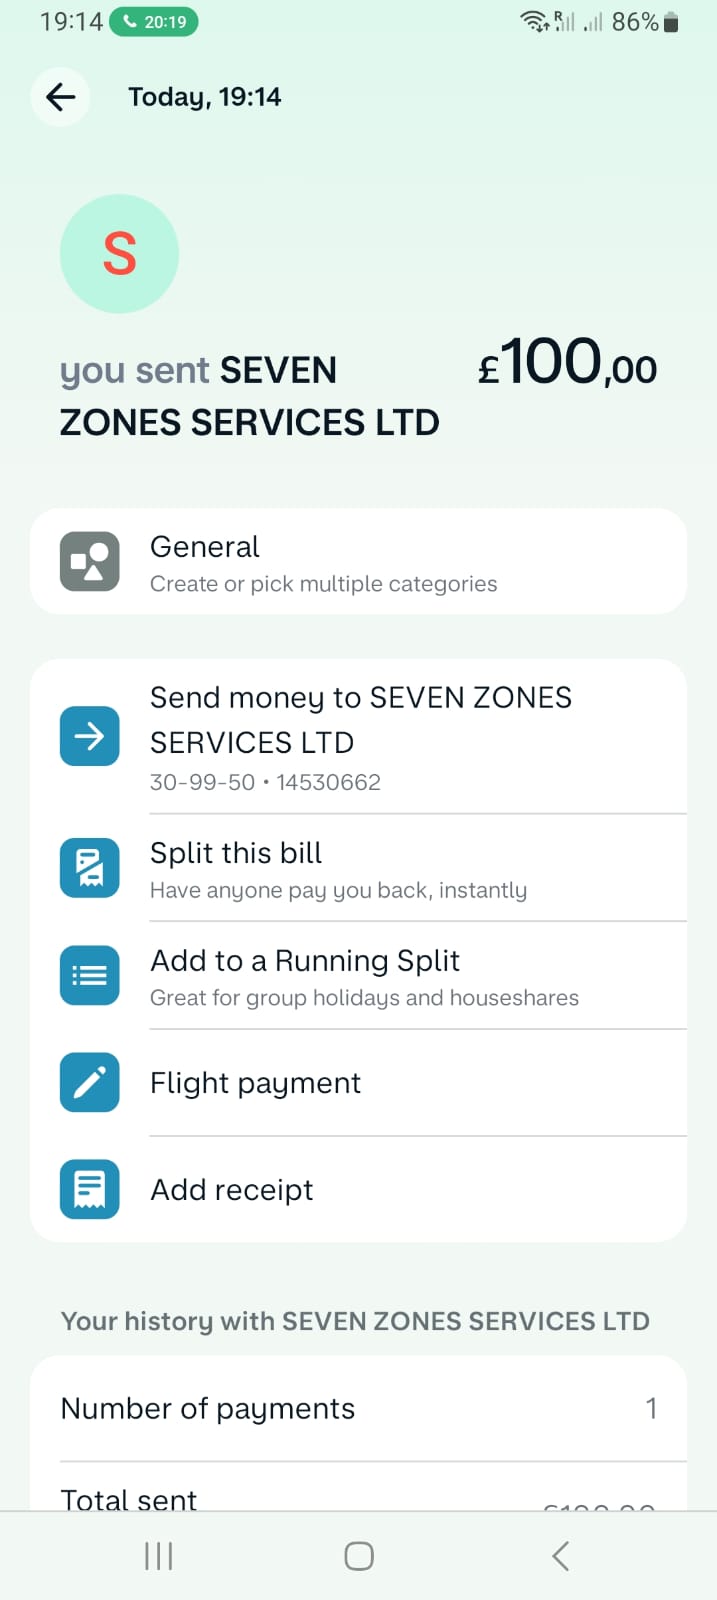 19:14 20:19 R 86%
Today, 19:14
S
you sent SEVEN £100,00
ZONES SERVICES LTD
General
Create or pick multiple categories
Send money to SEVEN ZONES
SERVICES LTD
30-99-50 • 14530662
Split this bill
Have anyone pay you back, instantly
Add to a Running Split
Great for group holidays and houseshares
Flight payment
Add receipt
Your history with SEVEN ZONES SERVICES LTD
Number of payments 1
Total sent